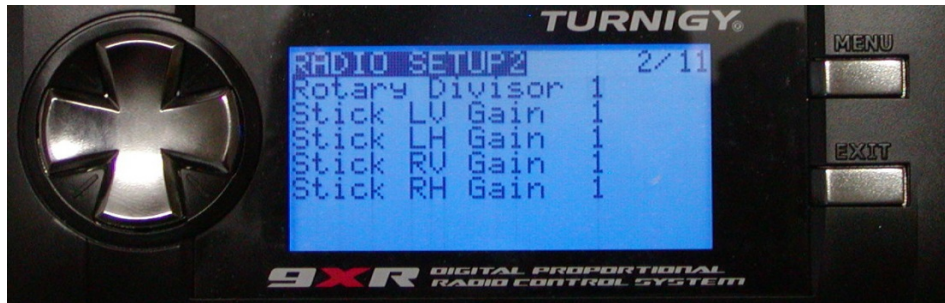 TURNIGY®
MENU
RADIO SETUP2 2/11
Rotary Divisor 1
Stick LV Gain 1
Stick LH Gain 1
Stick RV Gain 1
Stick RH Gain 1
EXIT
9XR DIGITAL PROPORTIONAL
RADIO CONTROL SYSTEM